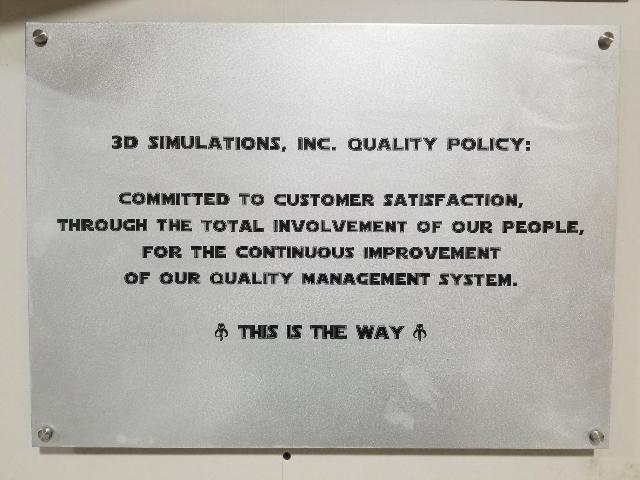 3D SIMULATIONS, INC. QUALITY POLICY:
COMMITTED TO CUSTOMER SATISFACTION,
THROUGH THE TOTAL INVOLVEMENT OF OUR PEOPLE,
FOR THE CONTINUOUS IMPROVEMENT
OF OUR QUALITY MANAGEMENT SYSTEM.
THIS IS THE WAY